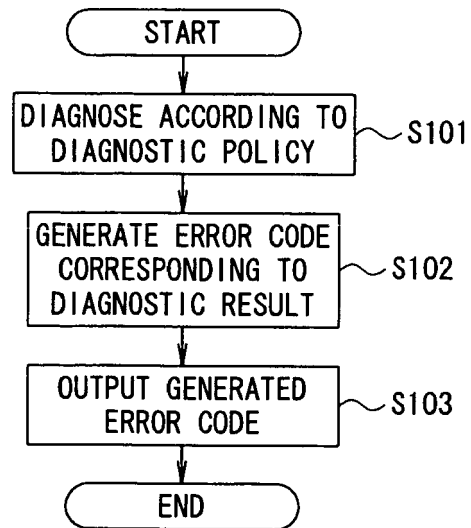 START
DIAGNOSE ACCORDING TO
DIAGNOSTIC POLICY
S101
GENERATE ERROR CODE
CORRESPONDING TO
DIAGNOSTIC RESULT
S102
OUTPUT GENERATED
ERROR CODE
S103
END